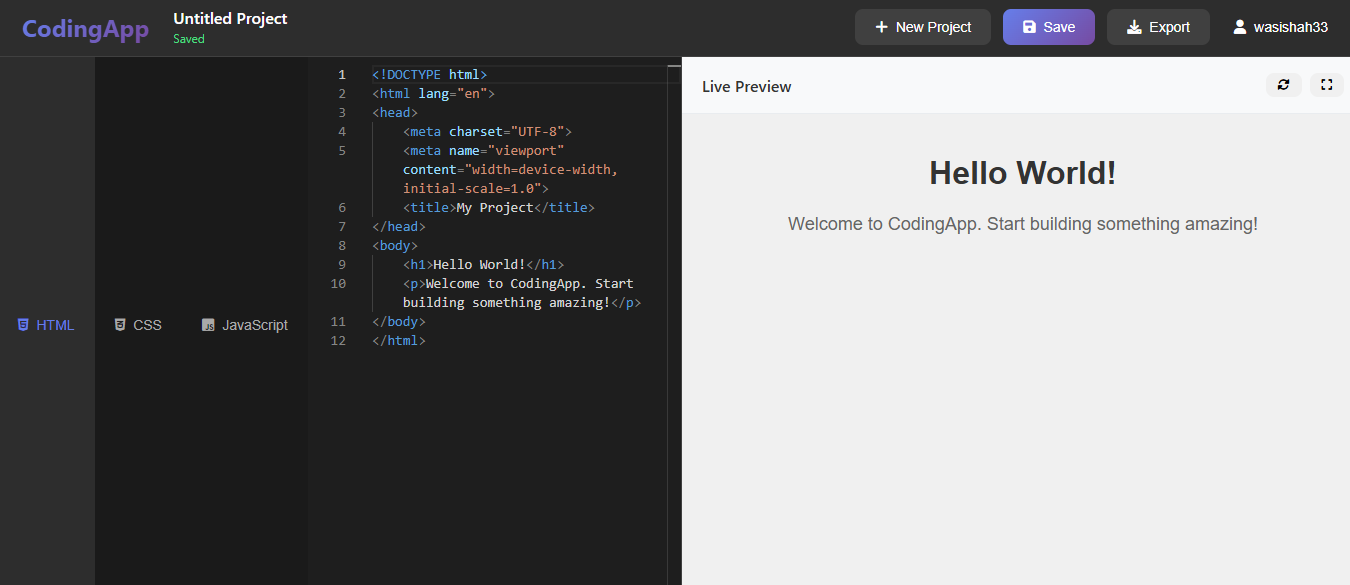 CodingApp
Untitled Project
Saved
New Project
Save
Export
wasishah33
HTML
CSS
JavaScript
1 <!DOCTYPE html>
2 <html lang="en">
3 <head>
4 <meta charset="UTF-8">
5 <meta name="viewport"
content="width=device-width,
initial-scale=1.0">
6 <title>My Project</title>
7 </head>
8 <body>
9 <h1>Hello World!</h1>
10 <p>Welcome to CodingApp. Start
building something amazing!</p>
11 </body>
12 </html>
Live Preview
Hello World!
Welcome to CodingApp. Start building something amazing!